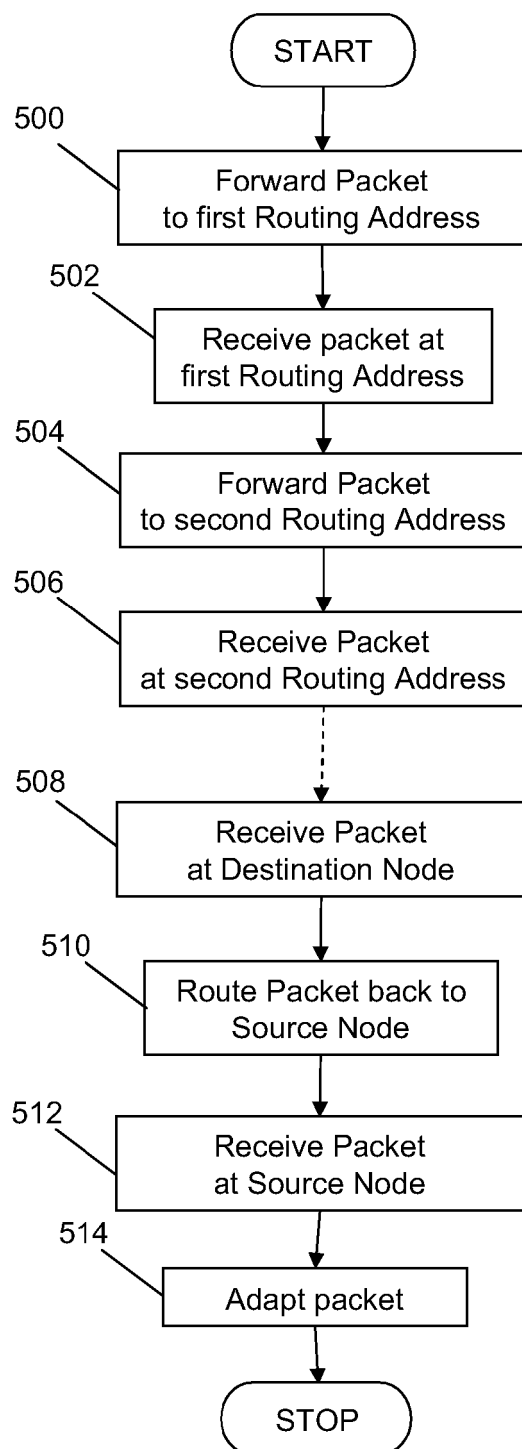 START
500
Forward Packet
to first Routing Address
502
Receive packet at
first Routing Address
504
Forward Packet
to second Routing Address
506
Receive Packet
at second Routing Address
508
Receive Packet
at Destination Node
510
Route Packet back to
Source Node
512
Receive Packet
at Source Node
514
Adapt packet
STOP